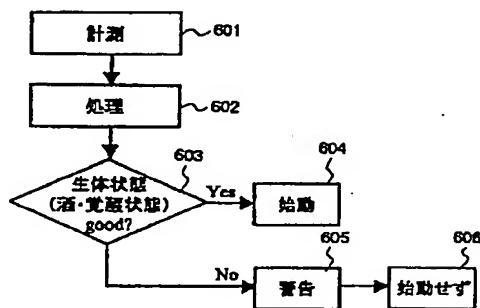 計測
601
処理
602
603
生体状態
(酒・覚醒状態)
good?
Yes
604
始動
No
605
警告
606
始動せず